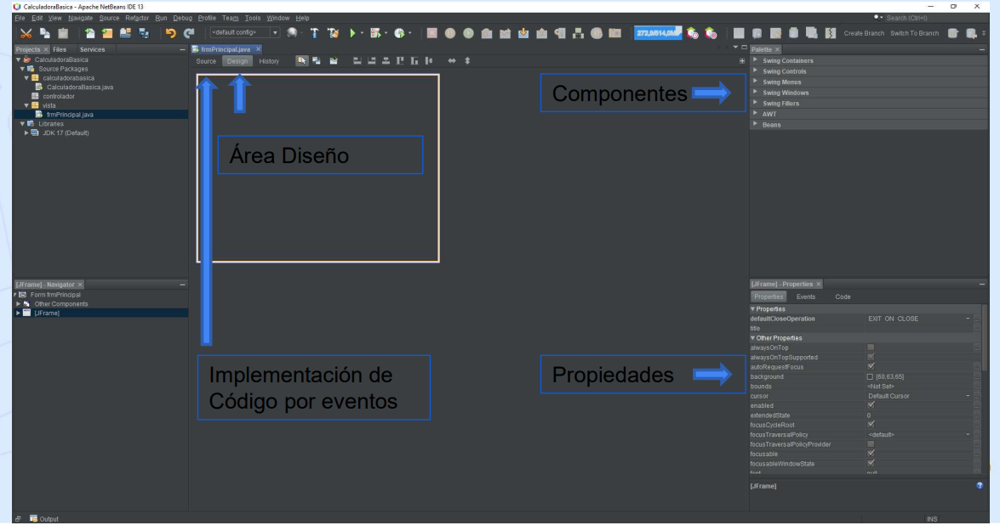 CalculadoraBasica - Apache NetBeans IDE 13
File Edit View Navigate Source Refactor Run Debug Profile Team Tools Window Help
Search (Ctrl+I)
<default config>
Create Branch Switch To Branch
Projects Files Services
CalculadoraBasica
Source Packages
calculadorabasica
CalculadoraBasica.java
controlador
vista
frmPrincipal.java
Libraries
JDK 17 (Default)
frmPrincipal.java
Source Design History
Área Diseño
Componentes
Implementación de
Código por eventos
Propiedades
Palette
Swing Containers
Swing Controls
Swing Menus
Swing Windows
Swing Fillers
AWT
Beans
[JFrame] - Navigator
Form frmPrincipal
Other Components
[JFrame]
[JFrame] - Properties
Properties Events Code
Properties
defaultCloseOperation EXIT_ON_CLOSE
title
Other Properties
alwaysOnTop
alwaysOnTopSupported
autoRequestFocus
background [60,63,65]
bounds <Not Set>
cursor Default Cursor
enabled
extendedState 0
focusCycleRoot
focusTraversalPolicy <default>
focusTraversalPolicyProvider
focusable
focusableWindowState
[JFrame]
Output
INS